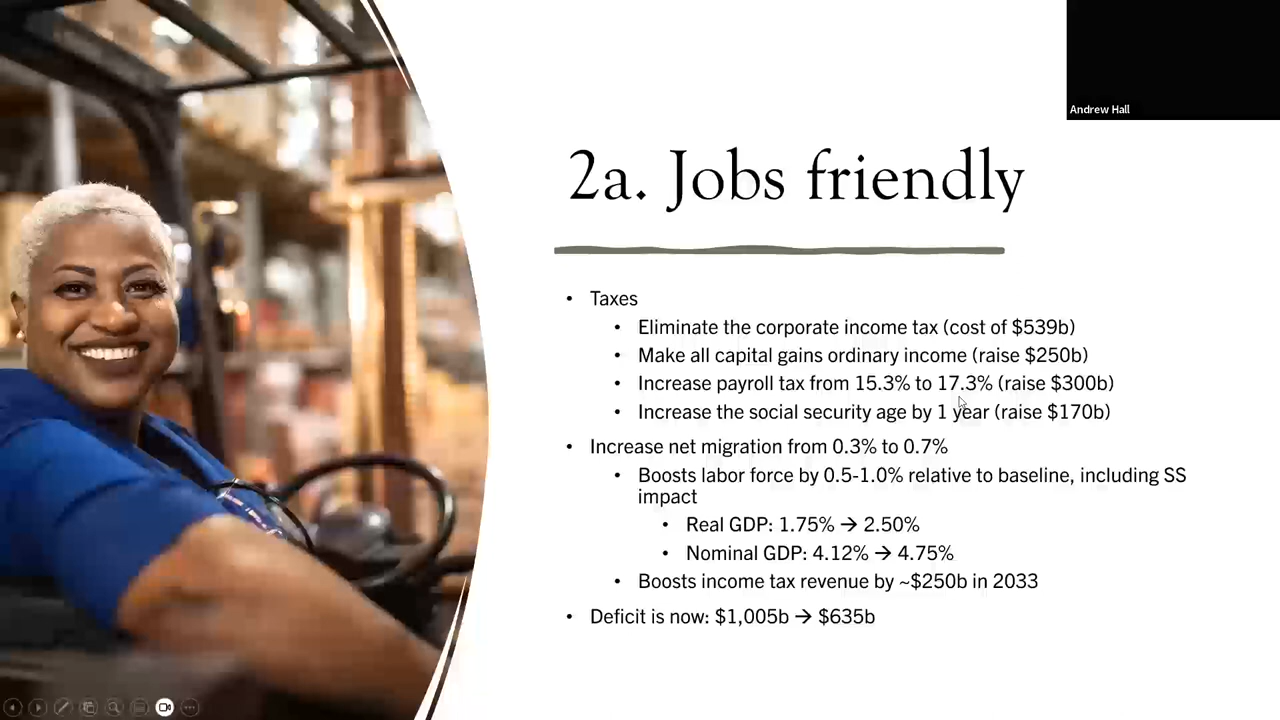 Andrew Hall
2a. Jobs friendly
• Taxes
• Eliminate the corporate income tax (cost of $539b)
• Make all capital gains ordinary income (raise $250b)
• Increase payroll tax from 15.3% to 17.3% (raise $300b)
• Increase the social security age by 1 year (raise $170b)
• Increase net migration from 0.3% to 0.7%
• Boosts labor force by 0.5-1.0% relative to baseline, including SS
impact
• Real GDP: 1.75% → 2.50%
• Nominal GDP: 4.12% → 4.75%
• Boosts income tax revenue by ~$250b in 2033
• Deficit is now: $1,005b → $635b